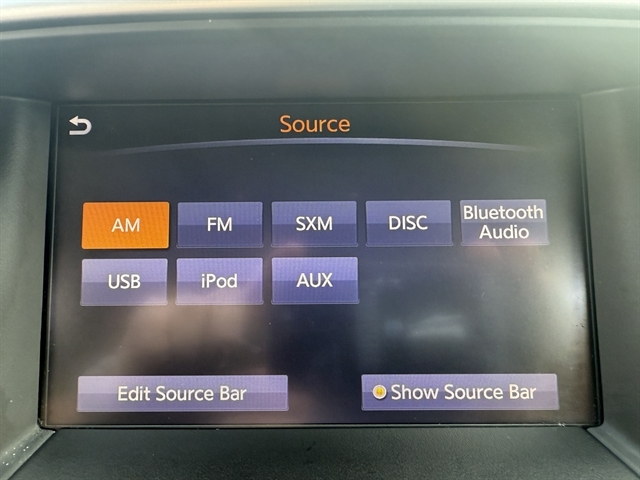 Source
AM
FM
SXM
DISC
Bluetooth
Audio
USB
iPod
AUX
Edit Source Bar
Show Source Bar